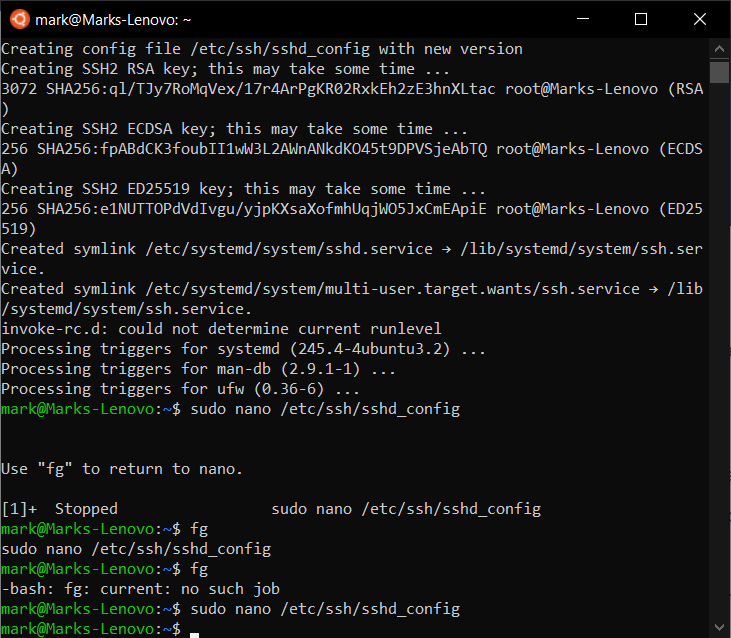 mark@Marks-Lenovo: ~
Creating config file /etc/ssh/sshd_config with new version
Creating SSH2 RSA key; this may take some time ...
3072 SHA256:ql/TJy7RoMqVex/17r4ArPgKR02RxkEh2zE3hnXLtac root@Marks-Lenovo (RSA
)
Creating SSH2 ECDSA key; this may take some time ...
256 SHA256:fpABdCK3foubII1wW3L2AWnANkdKO45t9DPVSjeAbTQ root@Marks-Lenovo (ECDS
A)
Creating SSH2 ED25519 key; this may take some time ...
256 SHA256:e1NUTTOPdVdIvgu/yjpKXsaXofmhUqjWO5JxCmEApiE root@Marks-Lenovo (ED25
519)
Created symlink /etc/systemd/system/sshd.service → /lib/systemd/system/ssh.ser
vice.
Created symlink /etc/systemd/system/multi-user.target.wants/ssh.service → /lib
/systemd/system/ssh.service.
invoke-rc.d: could not determine current runlevel
Processing triggers for systemd (245.4-4ubuntu3.2) ...
Processing triggers for man-db (2.9.1-1) ...
Processing triggers for ufw (0.36-6) ...
mark@Marks-Lenovo:~$ sudo nano /etc/ssh/sshd_config
Use "fg" to return to nano.
[1]+  Stopped                 sudo nano /etc/ssh/sshd_config
mark@Marks-Lenovo:~$ fg
sudo nano /etc/ssh/sshd_config
mark@Marks-Lenovo:~$ fg
-bash: fg: current: no such job
mark@Marks-Lenovo:~$ sudo nano /etc/ssh/sshd_config
mark@Marks-Lenovo:~$